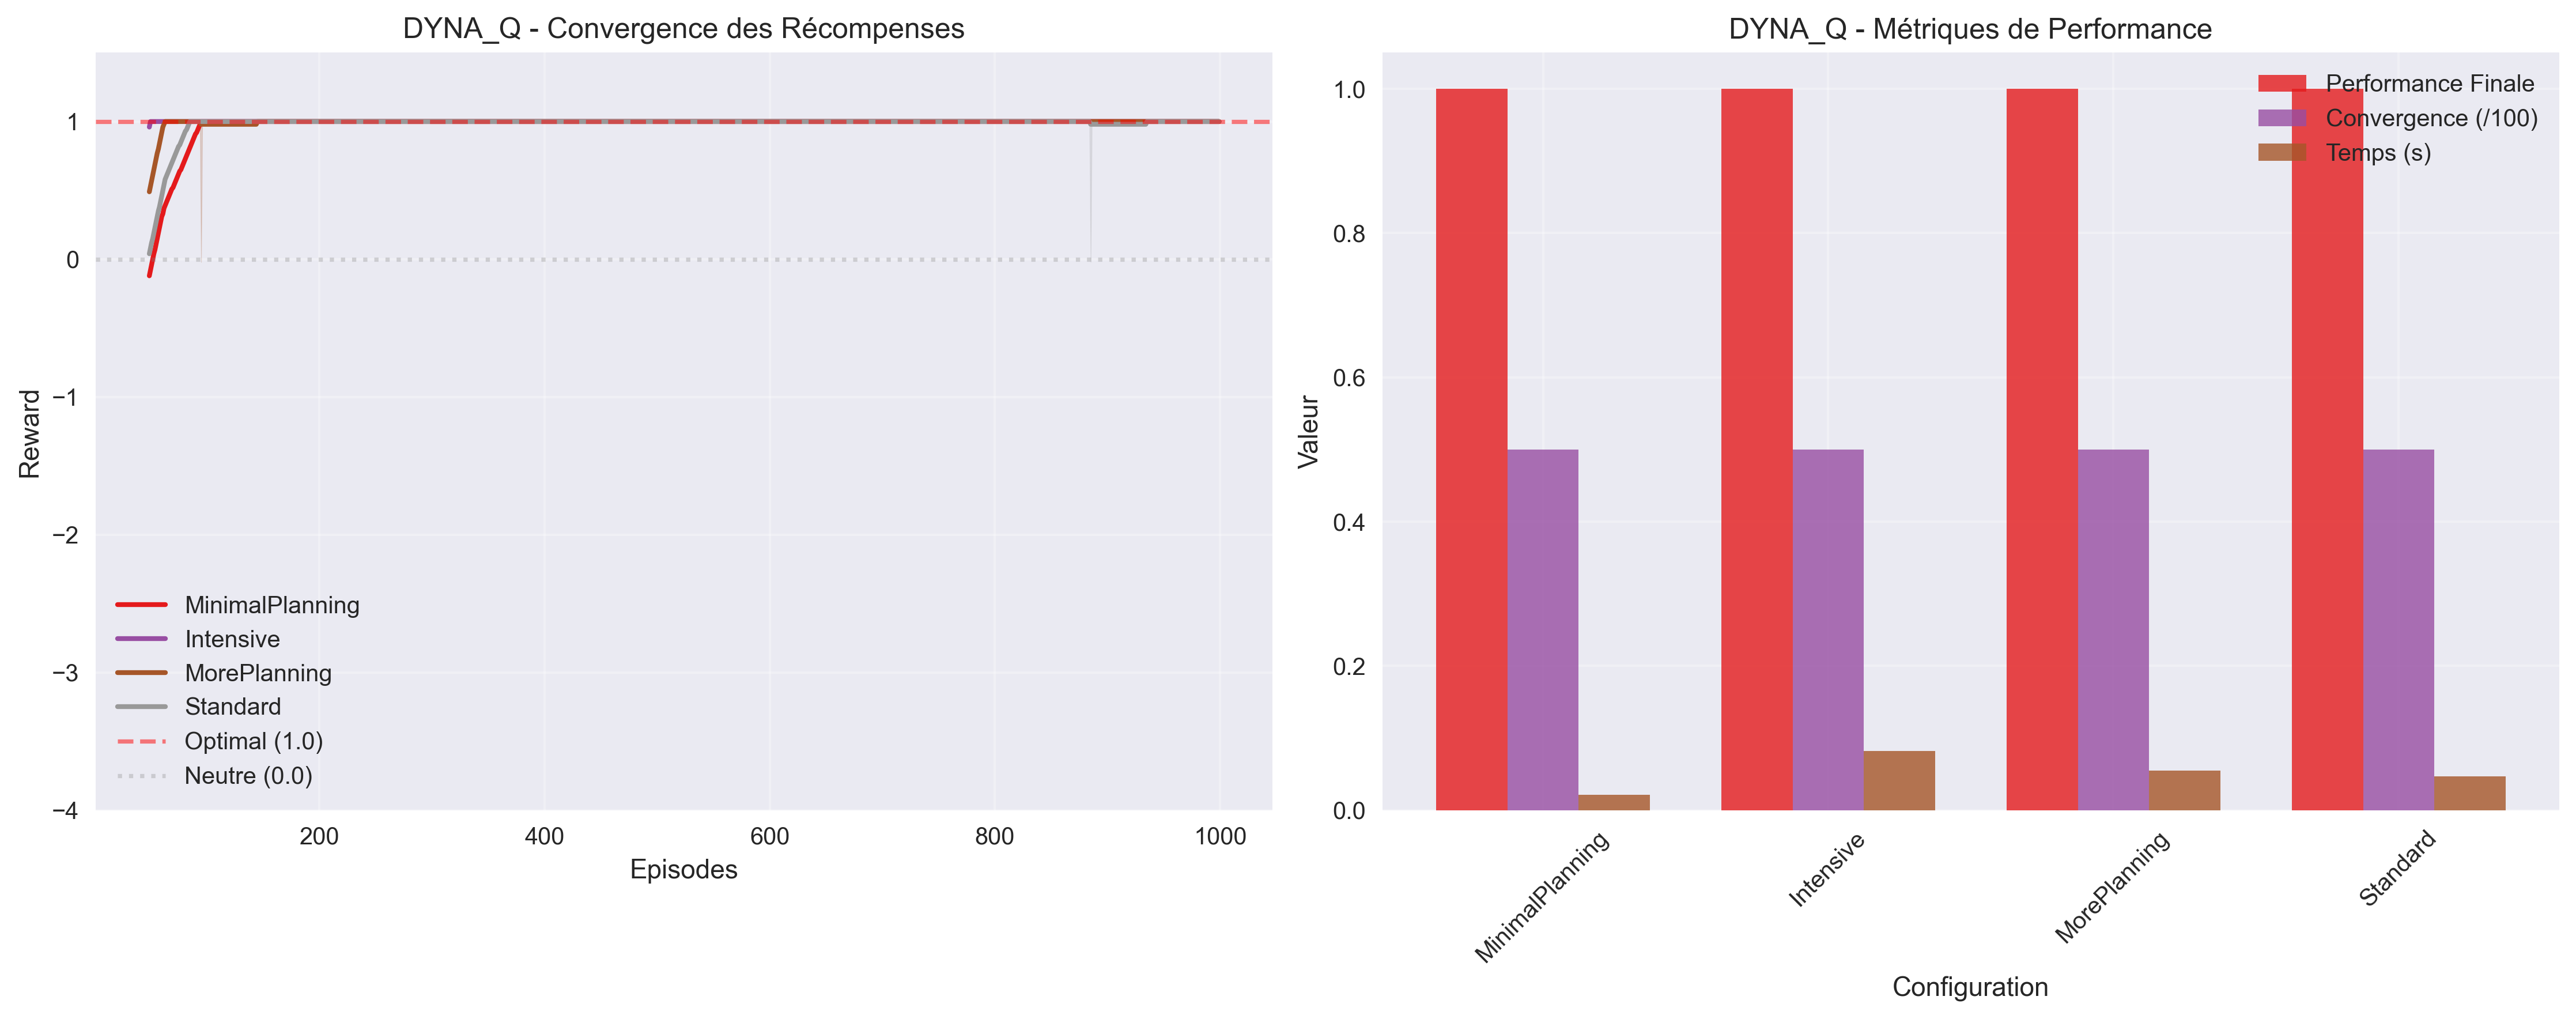 DYNA_Q - Convergence des Récompenses
Reward
1
0
−1
−2
−3
−4
MinimalPlanning
Intensive
MorePlanning
Standard
Optimal (1.0)
Neutre (0.0)
200
400
600
800
1000
Episodes
DYNA_Q - Métriques de Performance
Valeur
1.0
0.8
0.6
0.4
0.2
0.0
Performance Finale
Convergence (/100)
Temps (s)
MinimalPlanning
Intensive
MorePlanning
Standard
Configuration